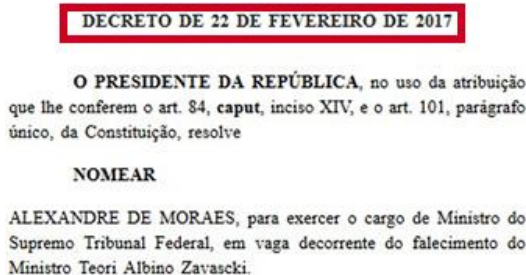 DECRETO DE 22 DE FEVEREIRO DE 2017
O PRESIDENTE DA REPÚBLICA, no uso da atribuição
que lhe conferem o art. 84, caput, inciso XIV, e o art. 101, parágrafo
único, da Constituição, resolve
NOMEAR
ALEXANDRE DE MORAES, para exercer o cargo de Ministro do
Supremo Tribunal Federal, em vaga decorrente do falecimento do
Ministro Teori Albino Zavascki.